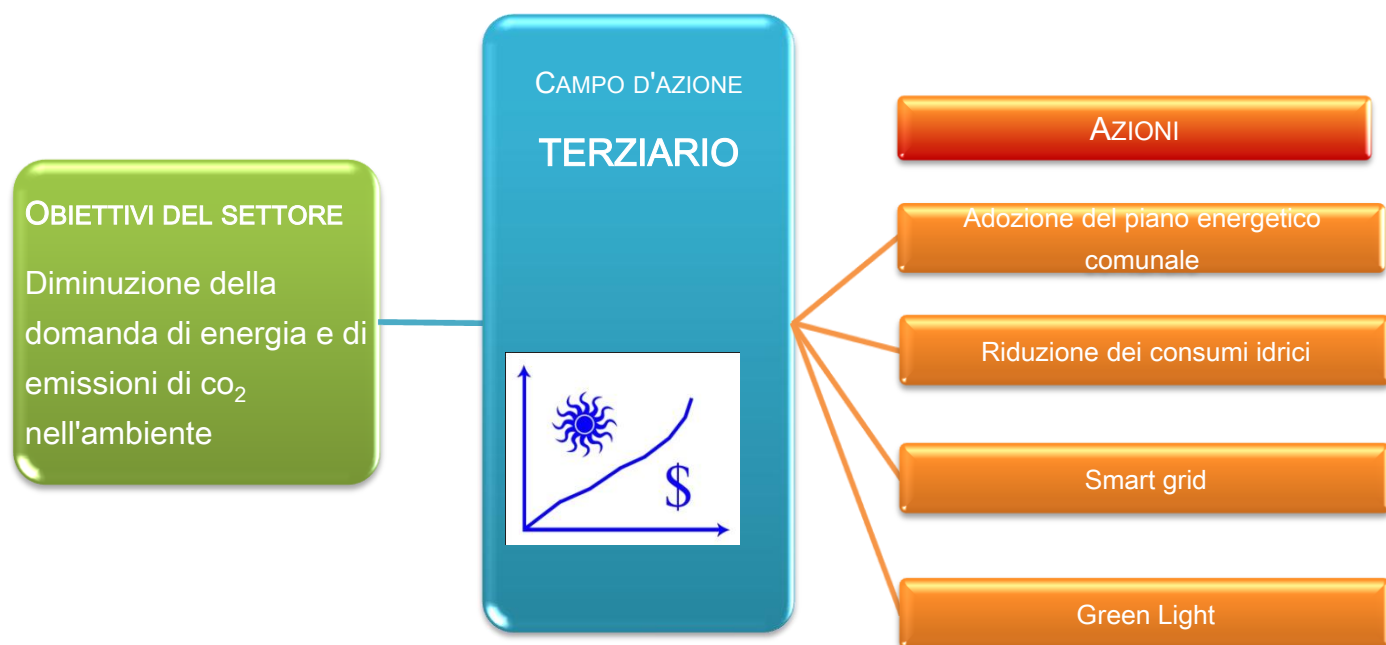 OBIETTIVI DEL SETTORE
Diminuzione della
domanda di energia e di
emissioni di co₂
nell'ambiente
CAMPO D'AZIONE
TERZIARIO
$
AZIONI
Adozione del piano energetico
comunale
Riduzione dei consumi idrici
Smart grid
Green Light